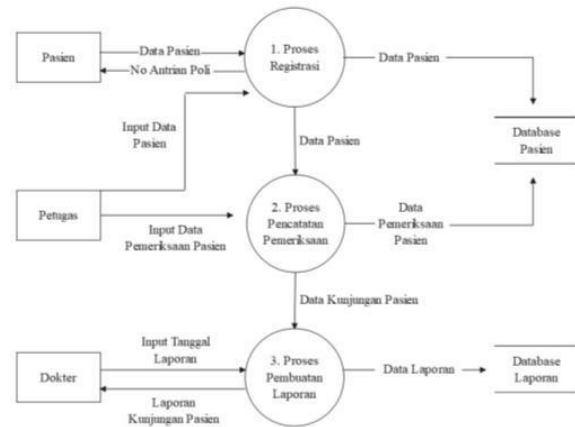 Pasien
Data Pasien
No Antrian Poli
1. Proses
Registrasi
Data Pasien
Input Data
Pasien
Data Pasien
Database
Pasien
Petugas
Input Data
Pemeriksaan Pasien
2. Proses
Pencatatan
Pemeriksaan
Data
Pemeriksaan
Pasien
Data Kunjungan Pasien
Dokter
Input Tanggal
Laporan
Laporan
Kunjungan Pasien
3. Proses
Pembuatan
Laporan
Data Laporan
Database
Laporan